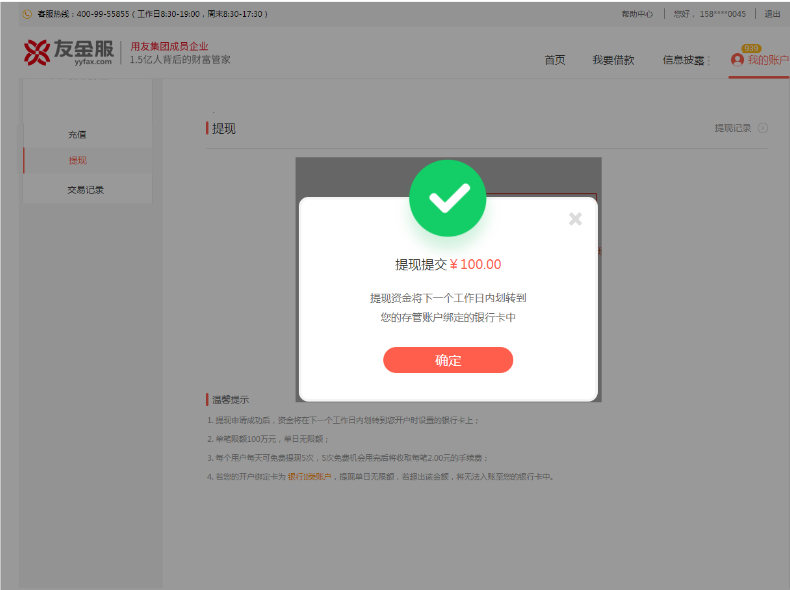 客服热线：400-99-55855（工作日8:30-19:00，周末8:30-17:30）
帮助中心 您好， 158****0045 退出
友金服
yyfax.com
用友集团成员企业
1.5亿人背后的财富管家
首页 我要借款 信息披露 我的账户
充值
提现
交易记录
提现 提现记录
提现提交￥100.00
提现资金将下一个工作日内划转到
您的存管账户绑定的银行卡中
确定
温馨提示
1. 提现申请成功后，资金将在下一个工作日内划转到您开户时设置的银行卡上；
2. 单笔限额100万元，单日无限额；
3. 每个用户每天可免费提现5次，5次免费机会用完后将收取每笔2.00元的手续费；
4. 若您的开户绑定卡为 银行II类账户，提现单日无限额，若超出该金额，将无法入账至您的银行卡中。